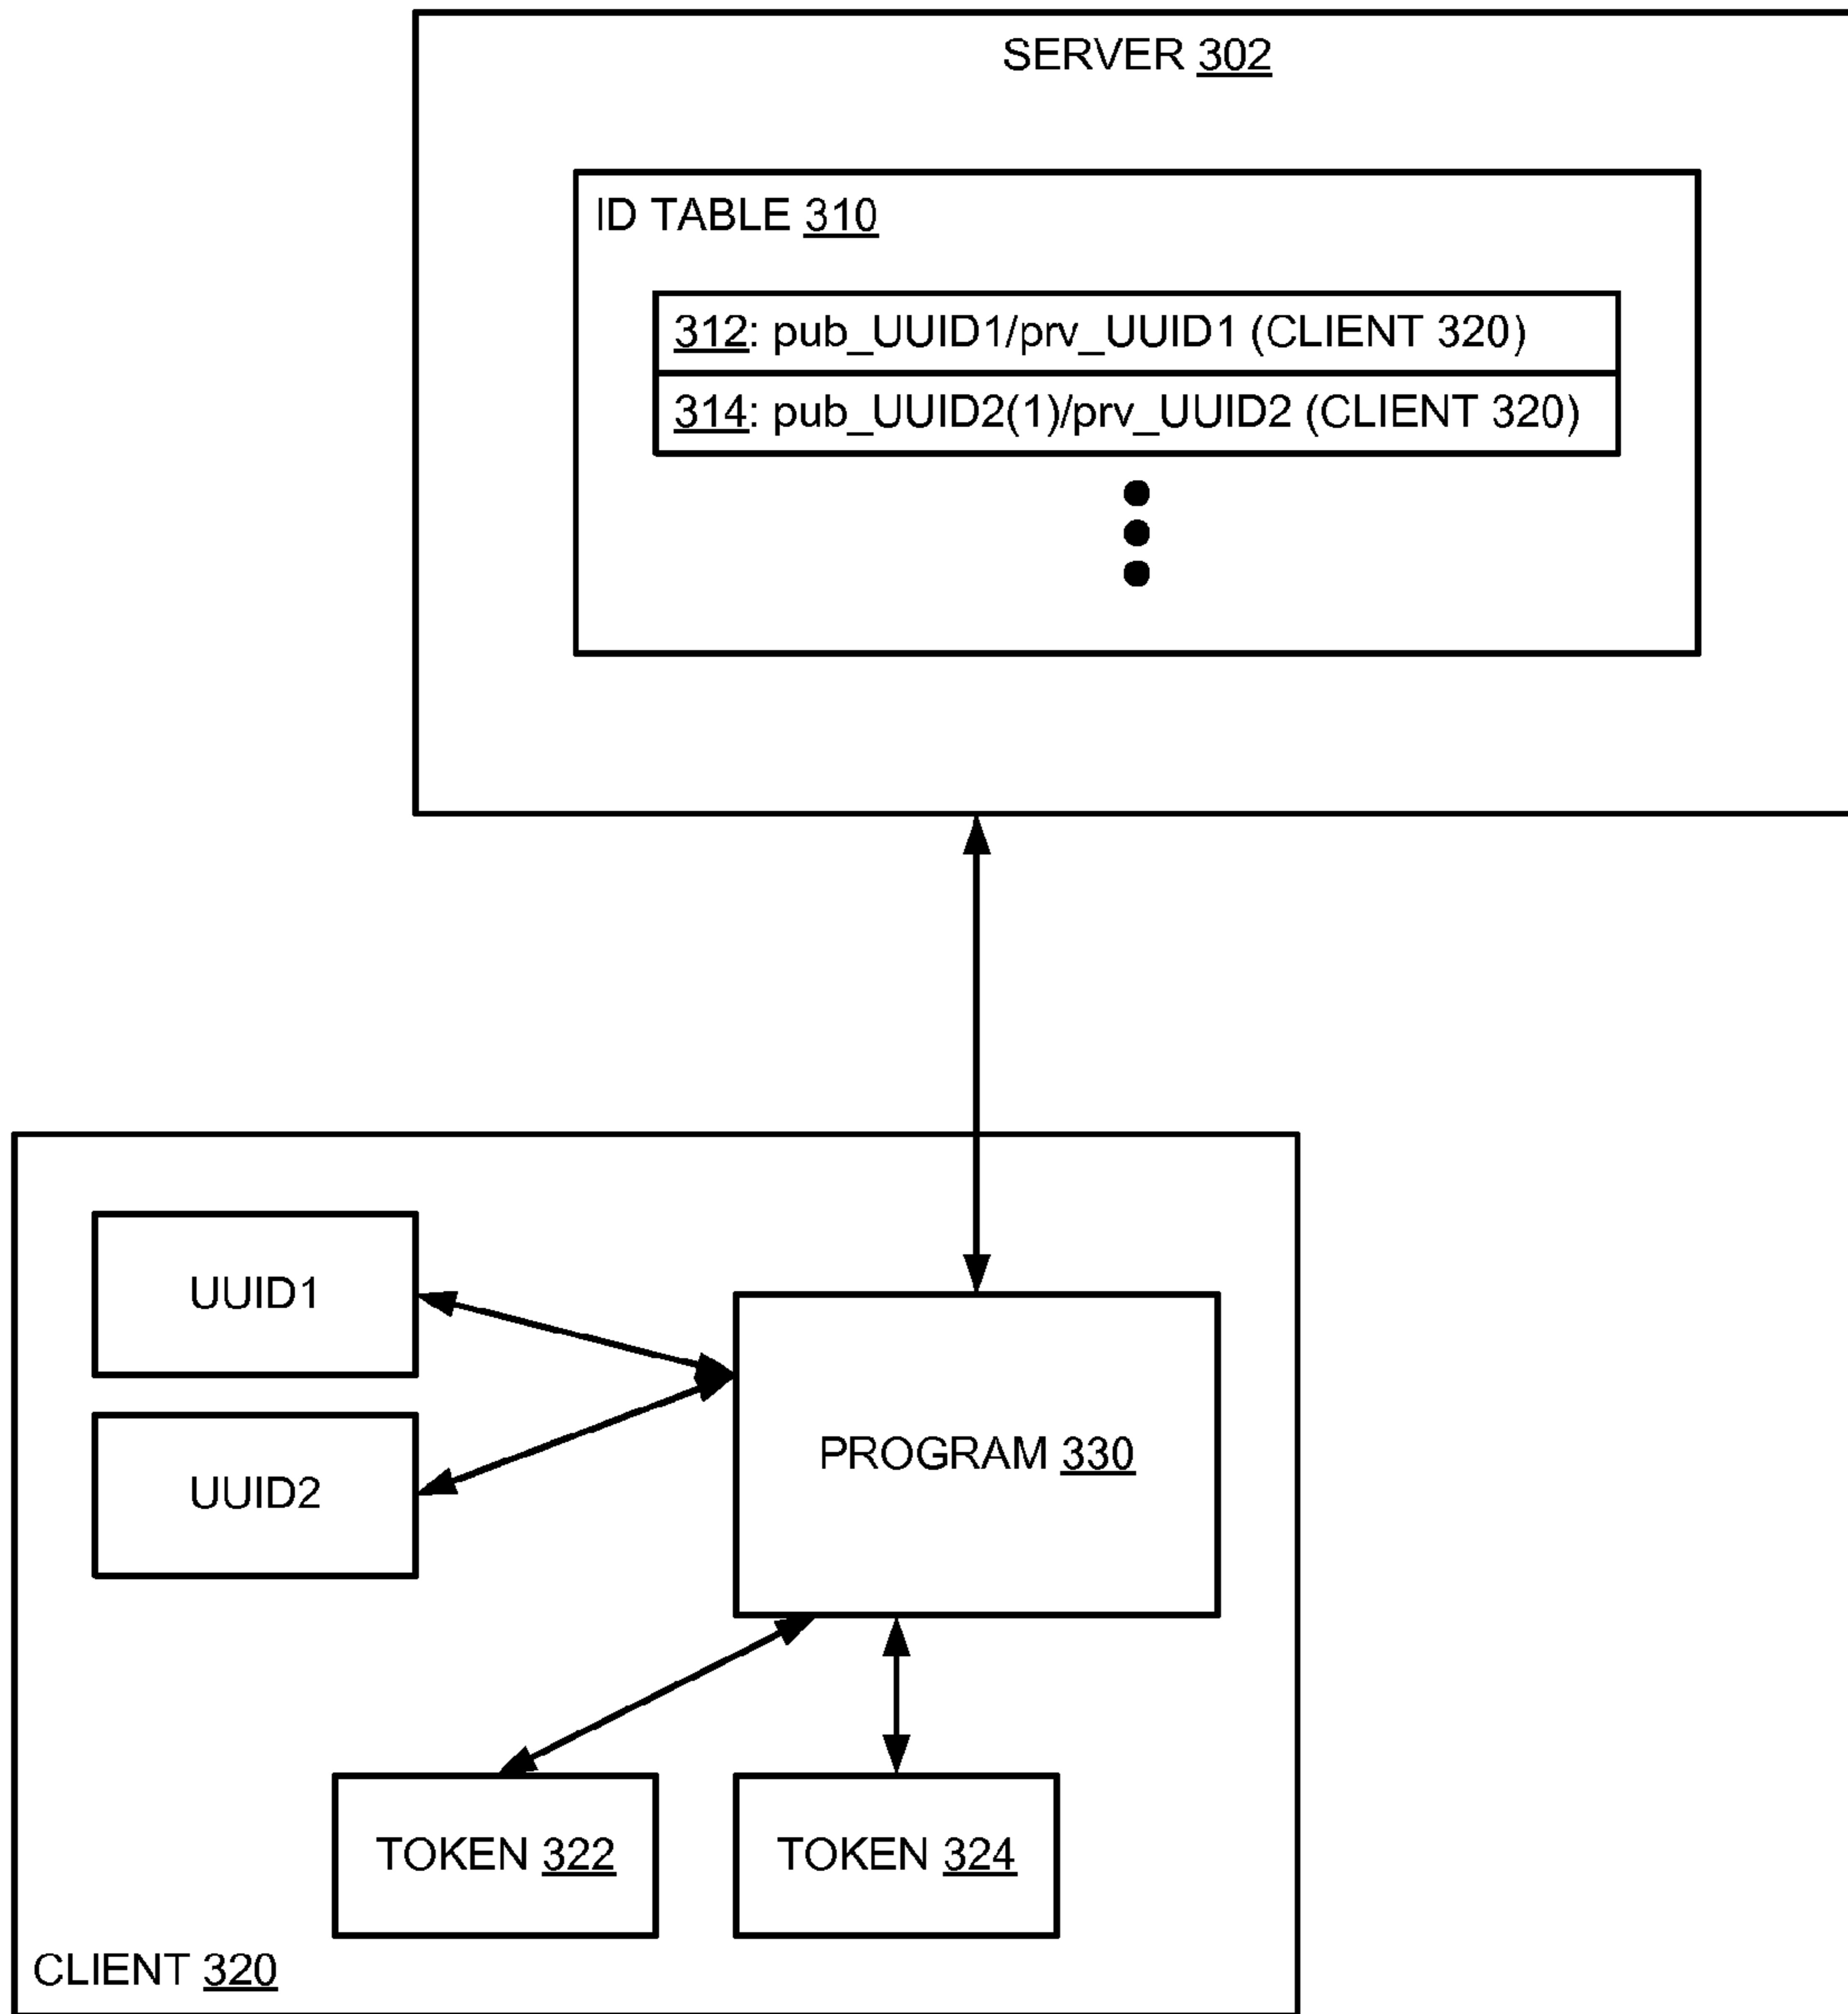 SERVER 302
ID TABLE 310
312: pub_UUID1/prv_UUID1 (CLIENT 320)
314: pub_UUID2(1)/prv_UUID2 (CLIENT 320)
UUID1
UUID2
PROGRAM 330
TOKEN 322
TOKEN 324
CLIENT 320